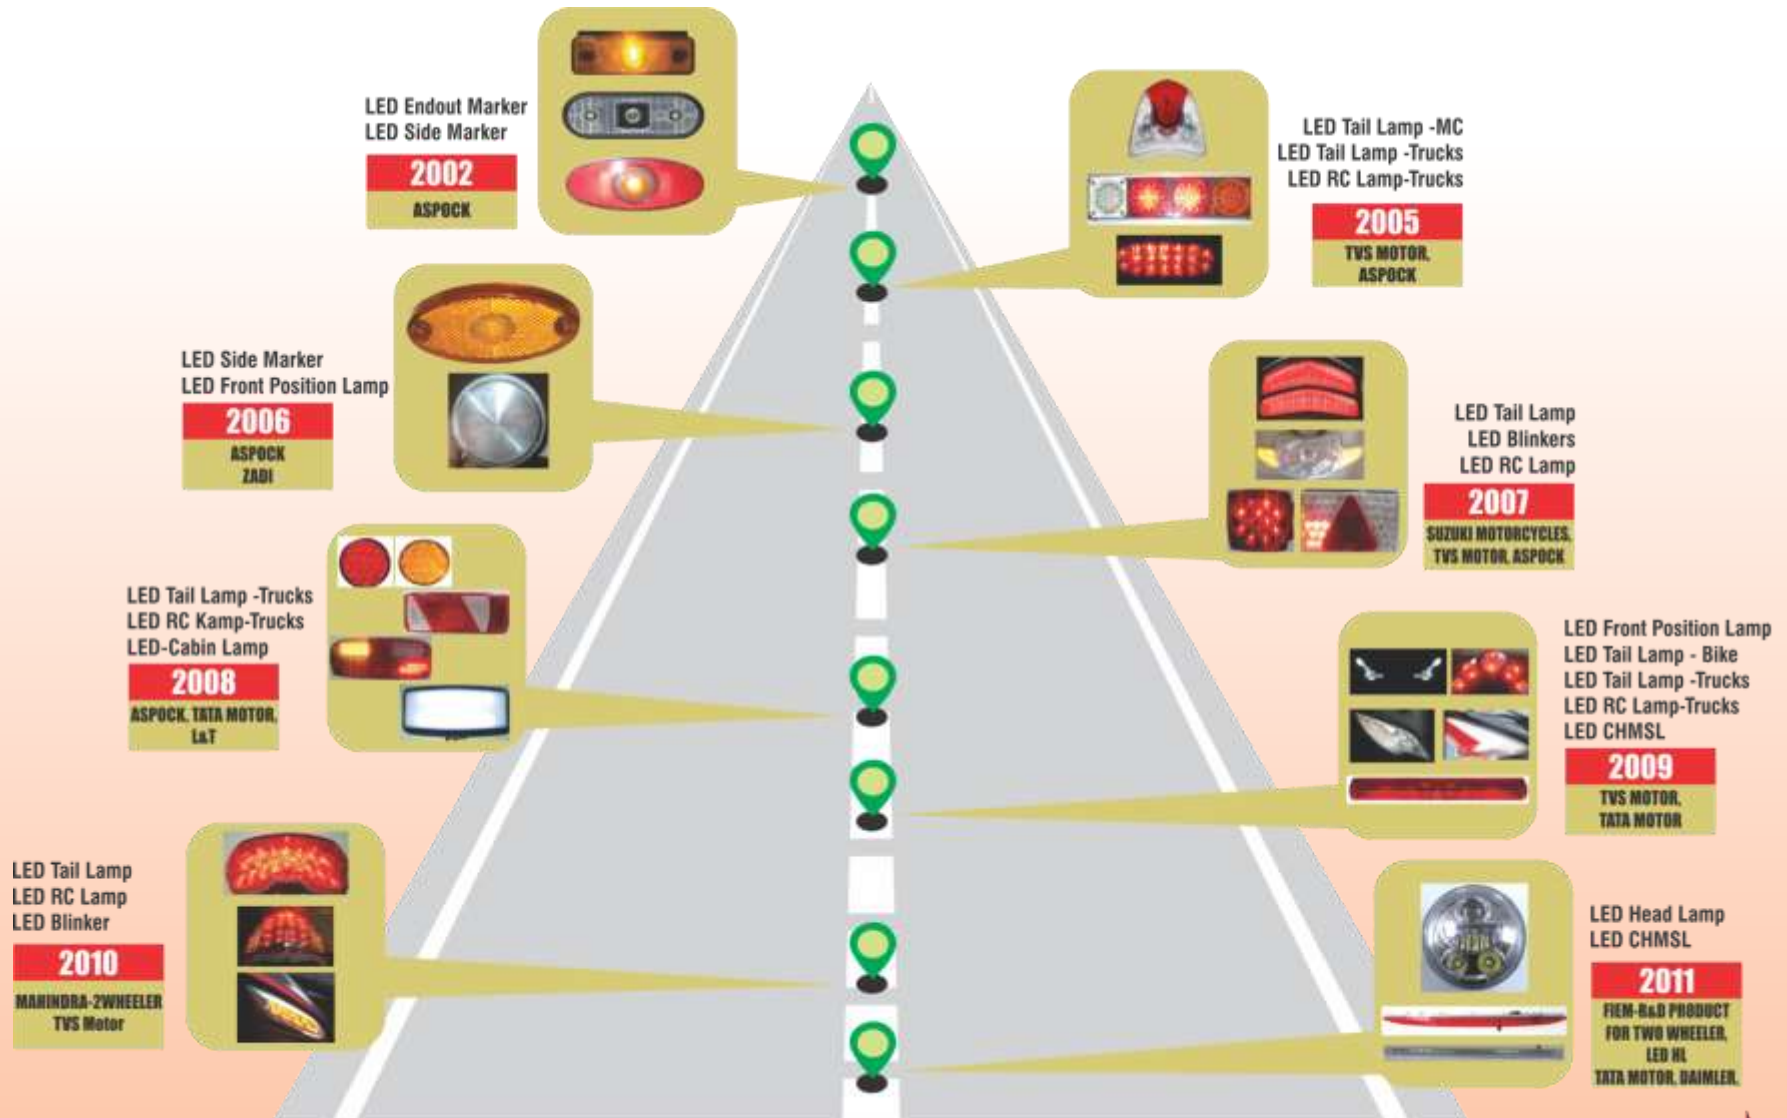 LED Endout Marker
LED Side Marker
2002
ASPOCK
LED Tail Lamp -MC
LED Tail Lamp -Trucks
LED RC Lamp-Trucks
2005
TVS MOTOR,
ASPOCK
LED Side Marker
LED Front Position Lamp
2006
ASPOCK
ZADI
LED Tail Lamp
LED Blinkers
LED RC Lamp
2007
SUZUKI MOTORCYCLES,
TVS MOTOR, ASPOCK
LED Tail Lamp -Trucks
LED RC Kamp-Trucks
LED-Cabin Lamp
2008
ASPOCK, TATA MOTOR,
L&T
LED Front Position Lamp
LED Tail Lamp - Bike
LED Tail Lamp -Trucks
LED RC Lamp-Trucks
LED CHMSL
2009
TVS MOTOR,
TATA MOTOR
LED Tail Lamp
LED RC Lamp
LED Blinker
2010
MAHINDRA-2WHEELER
TVS Motor
LED Head Lamp
LED CHMSL
2011
FIEM-R&D PRODUCT
FOR TWO WHEELER,
LED HL
TATA MOTOR, DAIMLER,